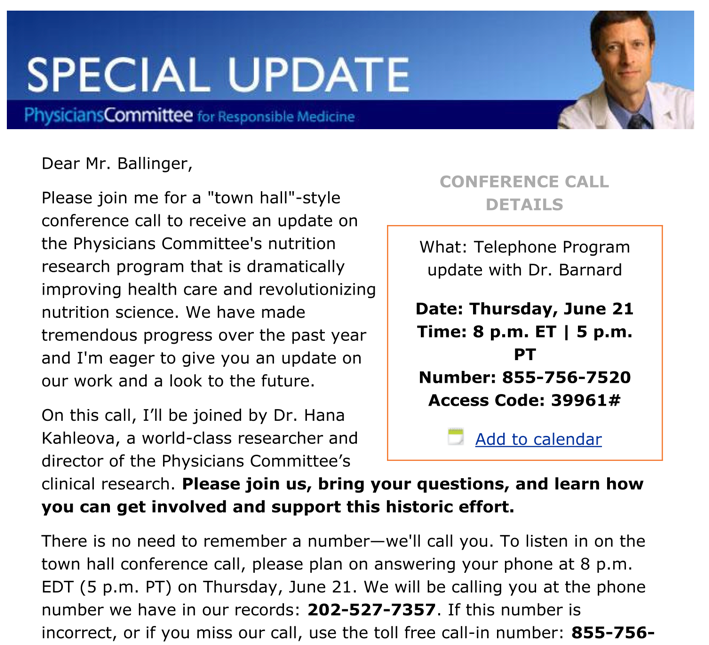 SPECIAL UPDATE
PhysiciansCommittee for Responsible Medicine
Dear Mr. Ballinger,
Please join me for a "town hall"-style
conference call to receive an update on
the Physicians Committee's nutrition
research program that is dramatically
improving health care and revolutionizing
nutrition science. We have made
tremendous progress over the past year
and I'm eager to give you an update on
our work and a look to the future.
On this call, I’ll be joined by Dr. Hana
Kahleova, a world-class researcher and
director of the Physicians Committee’s
CONFERENCE CALL
DETAILS
What: Telephone Program
update with Dr. Barnard
Date: Thursday, June 21
Time: 8 p.m. ET | 5 p.m.
PT
Number: 855-756-7520
Access Code: 39961#
Add to calendar
clinical research. Please join us, bring your questions, and learn how
you can get involved and support this historic effort.
There is no need to remember a number—we'll call you. To listen in on the
town hall conference call, please plan on answering your phone at 8 p.m.
EDT (5 p.m. PT) on Thursday, June 21. We will be calling you at the phone
number we have in our records: 202-527-7357. If this number is
incorrect, or if you miss our call, use the toll free call-in number: 855-756-